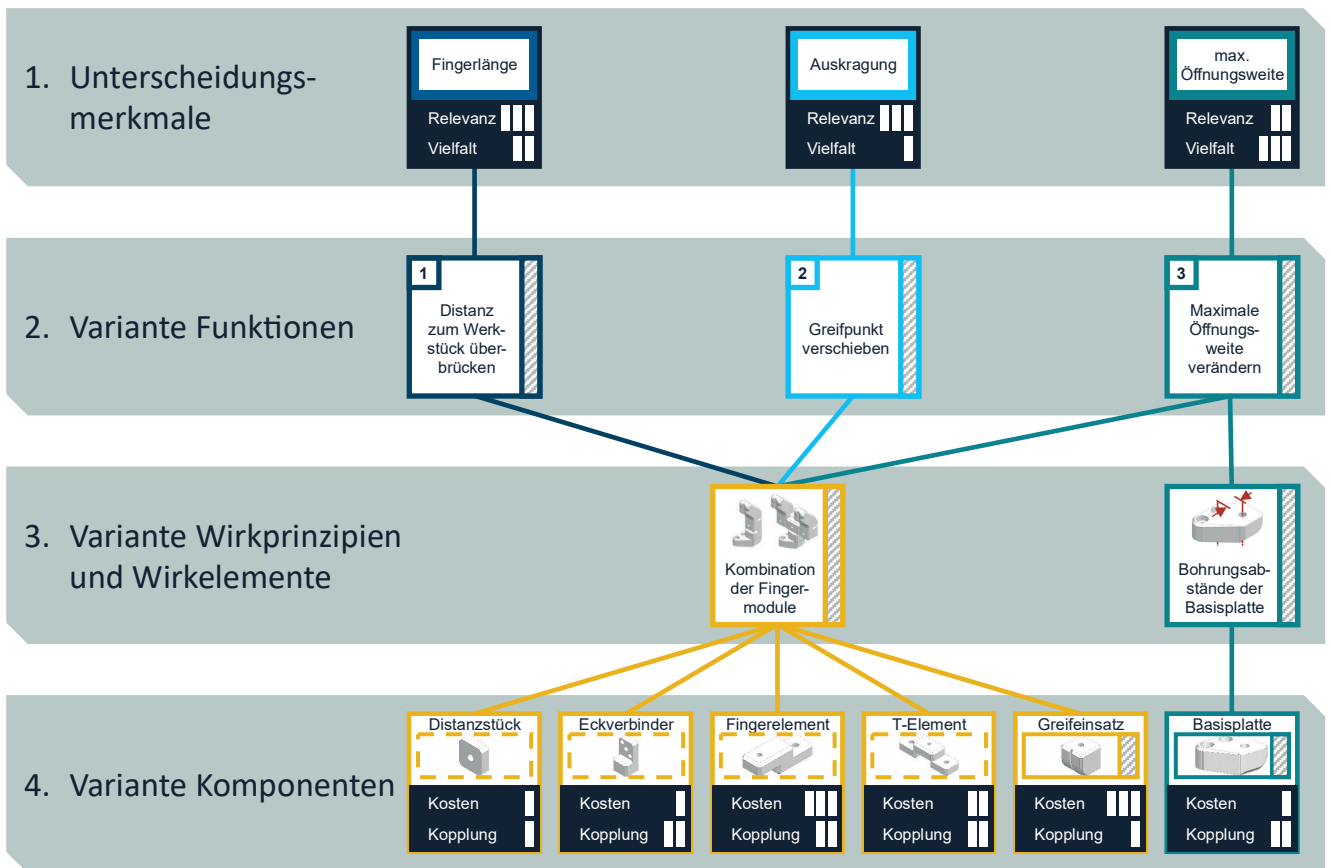 1. Unterscheidungs-
merkmale
Fingerlänge
Relevanz
Vielfalt
Auskragung
Relevanz
Vielfalt
max.
Öffnungsweite
Relevanz
Vielfalt
2. Variante Funktionen
1
Distanz
zum Werk-
stück über-
brücken
2
Greifpunkt
verschieben
3
Maximale
Öffnungs-
weite
verändern
3. Variante Wirkprinzipien
und Wirkelemente
Kombination
der Finger-
module
Bohrungsab-
stände der
Basisplatte
4. Variante Komponenten
Distanzstück
Kosten
Kopplung
Eckverbinder
Kosten
Kopplung
Fingerelement
Kosten
Kopplung
T-Element
Kosten
Kopplung
Greifeinsatz
Kosten
Kopplung
Basisplatte
Kosten
Kopplung